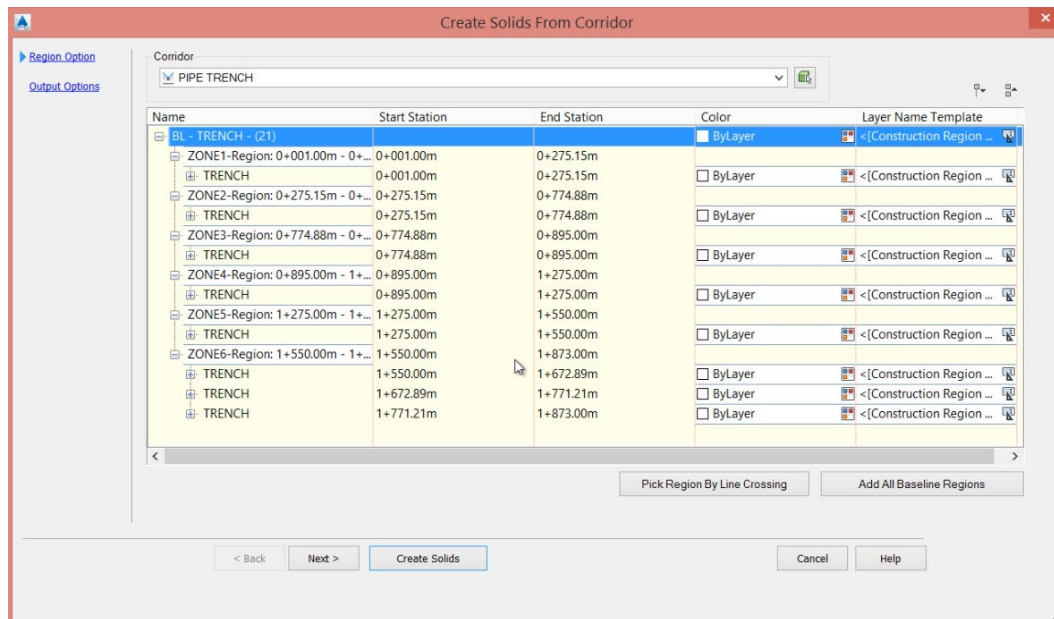 Create Solids From Corridor
Region Option
Output Options
Corridor
PIPE TRENCH
Name Start Station End Station Color Layer Name Template
BL - TRENCH - (21) ByLayer <[Construction Region ...
ZONE1-Region: 0+001.00m - 0+... 0+001.00m 0+275.15m
TRENCH 0+001.00m 0+275.15m ByLayer <[Construction Region ...
ZONE2-Region: 0+275.15m - 0+... 0+275.15m 0+774.88m
TRENCH 0+275.15m 0+774.88m ByLayer <[Construction Region ...
ZONE3-Region: 0+774.88m - 0+... 0+774.88m 0+895.00m
TRENCH 0+774.88m 0+895.00m ByLayer <[Construction Region ...
ZONE4-Region: 0+895.00m - 1+... 0+895.00m 1+275.00m
TRENCH 0+895.00m 1+275.00m ByLayer <[Construction Region ...
ZONE5-Region: 1+275.00m - 1+... 1+275.00m 1+550.00m
TRENCH 1+275.00m 1+550.00m ByLayer <[Construction Region ...
ZONE6-Region: 1+550.00m - 1+... 1+550.00m 1+873.00m
TRENCH 1+550.00m 1+672.89m ByLayer <[Construction Region ...
TRENCH 1+672.89m 1+771.21m ByLayer <[Construction Region ...
TRENCH 1+771.21m 1+873.00m ByLayer <[Construction Region ...
Pick Region By Line Crossing Add All Baseline Regions
< Back Next > Create Solids Cancel Help